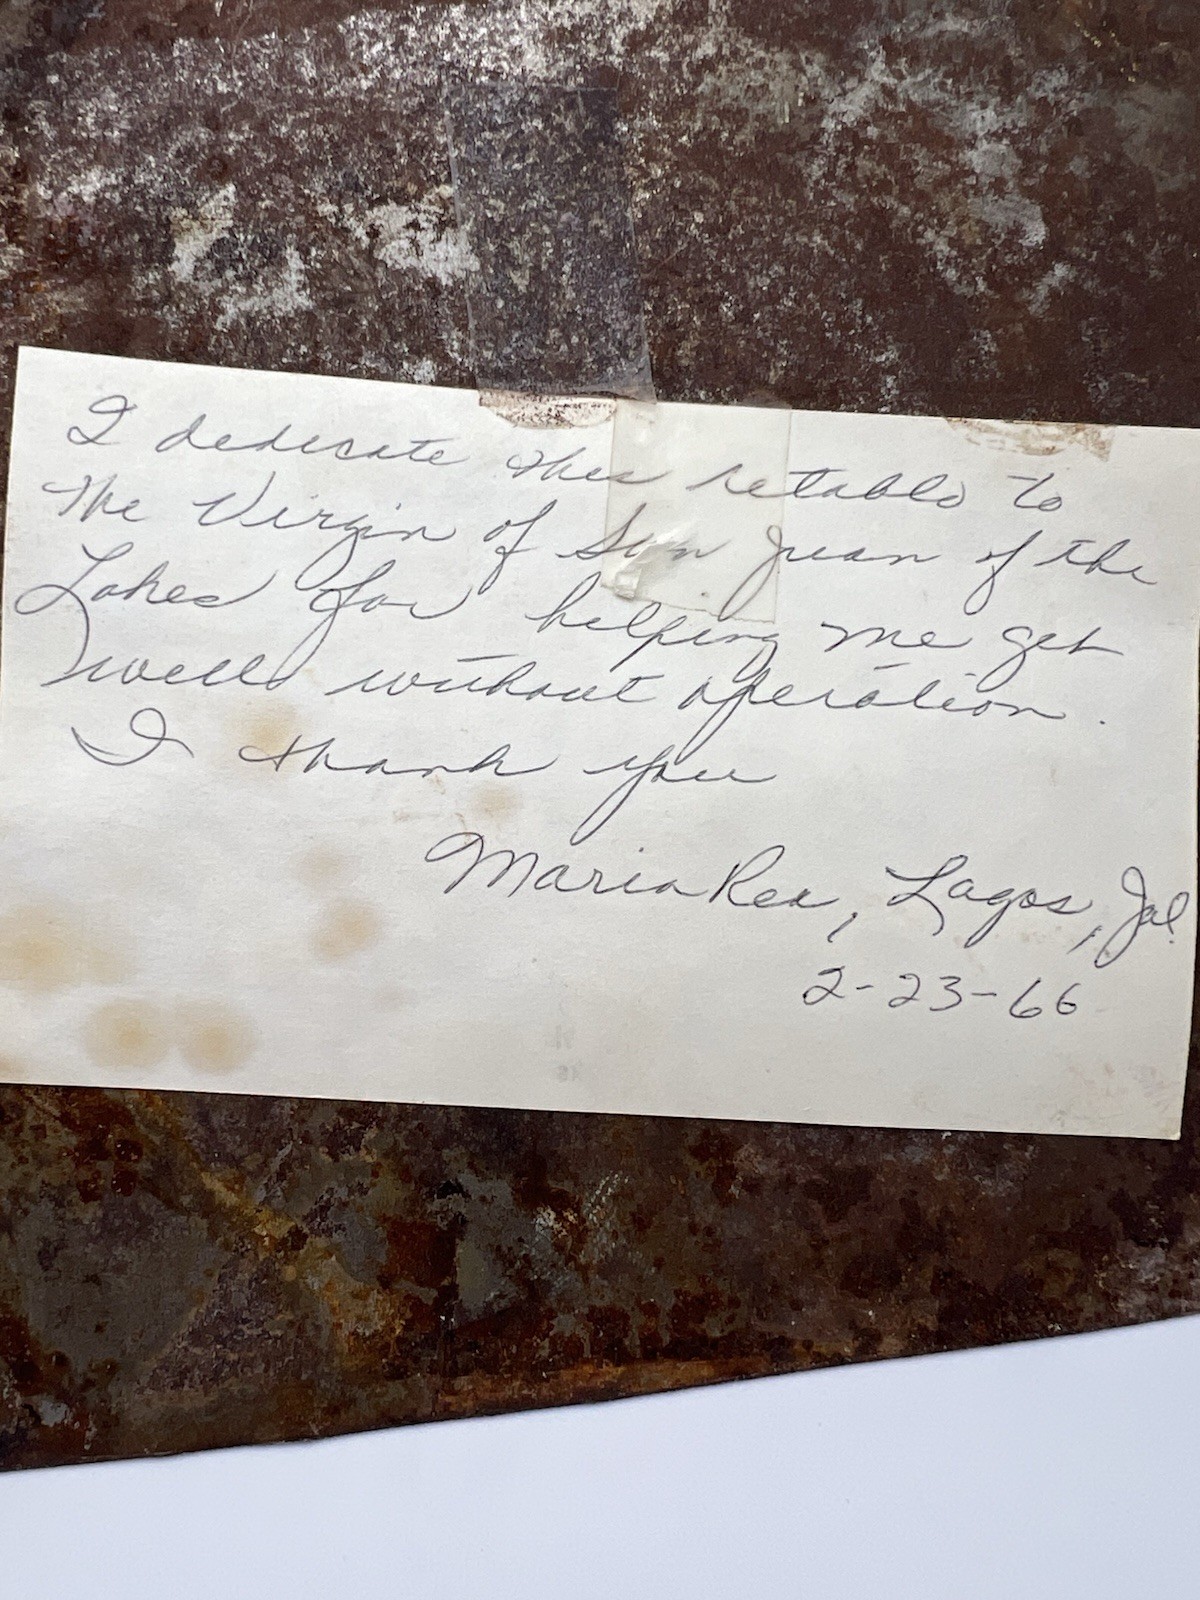 I dedicate this retablo to
the Virgin of San Juan of the
Lakes for helping me get
well without operation.
I thank you
Maria Rea, Lagos, Jal.
2-23-66